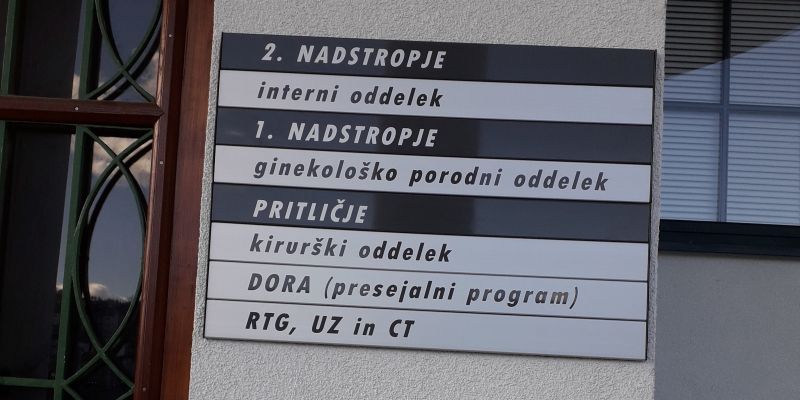 2. NADSTROPJE
interni oddelek
1. NADSTROPJE
ginekološko porodni oddelek
PRITLIČJE
kirurški oddelek
DORA (presejalni program)
RTG, UZ in CT